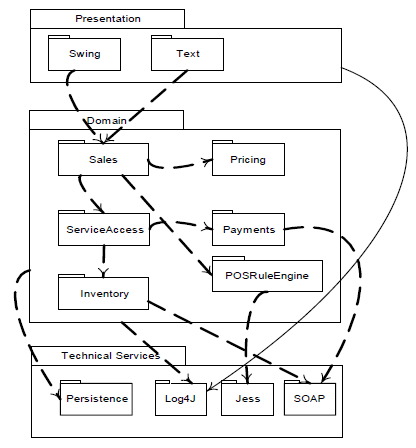 Presentation
Swing
Text
Domain
Sales
Pricing
ServiceAccess
Payments
POSRuleEngine
Inventory
Technical Services
Persistence
Log4J
Jess
SOAP